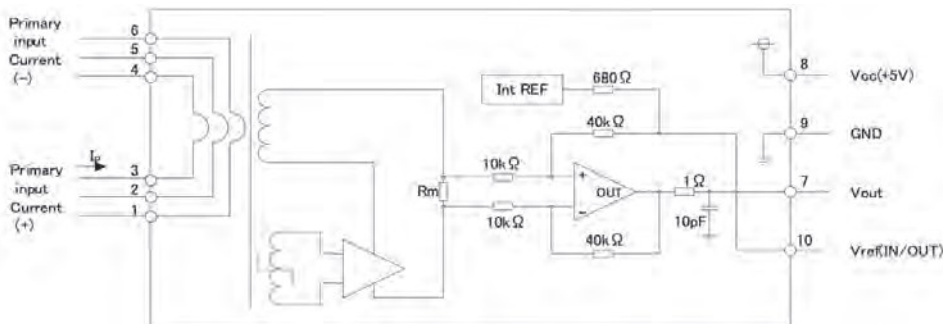 Primary
input
Current
(-)
6
5
4
Ip
Primary
input
Current
(+)
3
2
1
Int REF
680Ω
40kΩ
10kΩ
Rm
10kΩ
+
OUT
-
40kΩ
1Ω
10pF
8
Vcc(+5V)
9
GND
7
Vout
10
Vref(IN/OUT)